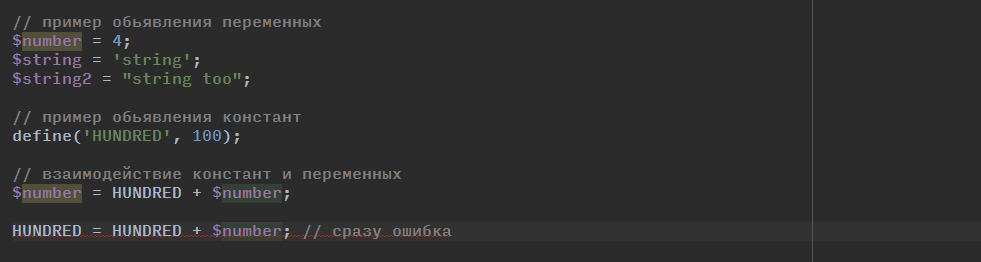 // пример обьявления переменных
$number = 4;
$string = 'string';
$string2 = "string too";
// пример обьявления констант
define('HUNDRED', 100);
// взаимодействие констант и переменных
$number = HUNDRED + $number;
HUNDRED = HUNDRED + $number; // сразу ошибка